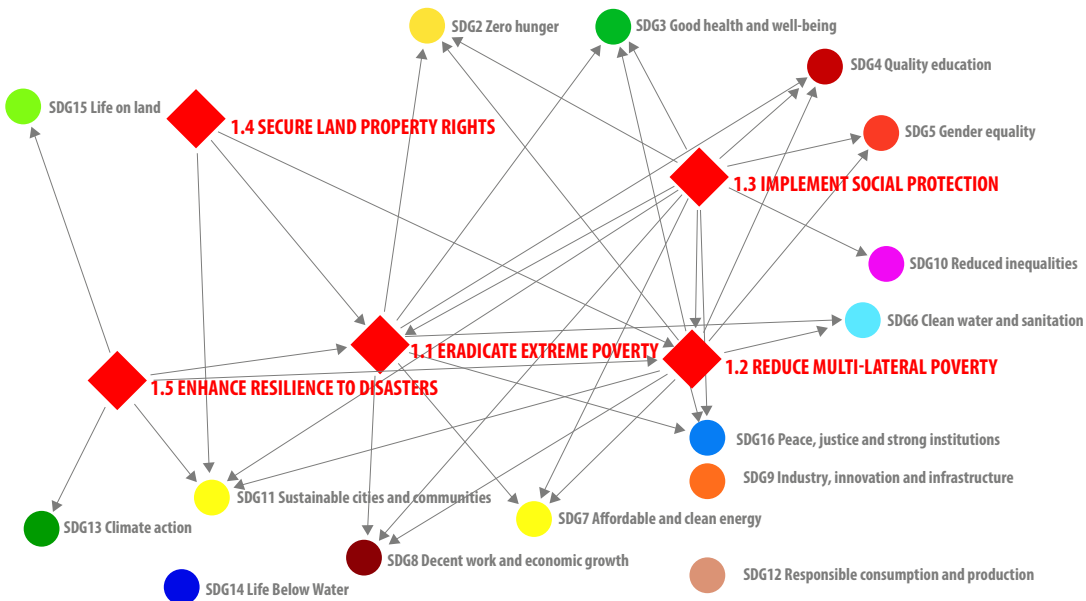 SDG2 Zero hunger
SDG3 Good health and well-being
SDG4 Quality education
SDG15 Life on land
1.4 SECURE LAND PROPERTY RIGHTS
SDG5 Gender equality
1.3 IMPLEMENT SOCIAL PROTECTION
SDG10 Reduced inequalities
SDG6 Clean water and sanitation
1.1 ERADICATE EXTREME POVERTY
1.2 REDUCE MULTI-LATERAL POVERTY
1.5 ENHANCE RESILIENCE TO DISASTERS
SDG16 Peace, justice and strong institutions
SDG9 Industry, innovation and infrastructure
SDG11 Sustainable cities and communities
SDG7 Affordable and clean energy
SDG13 Climate action
SDG8 Decent work and economic growth
SDG12 Responsible consumption and production
SDG14 Life Below Water